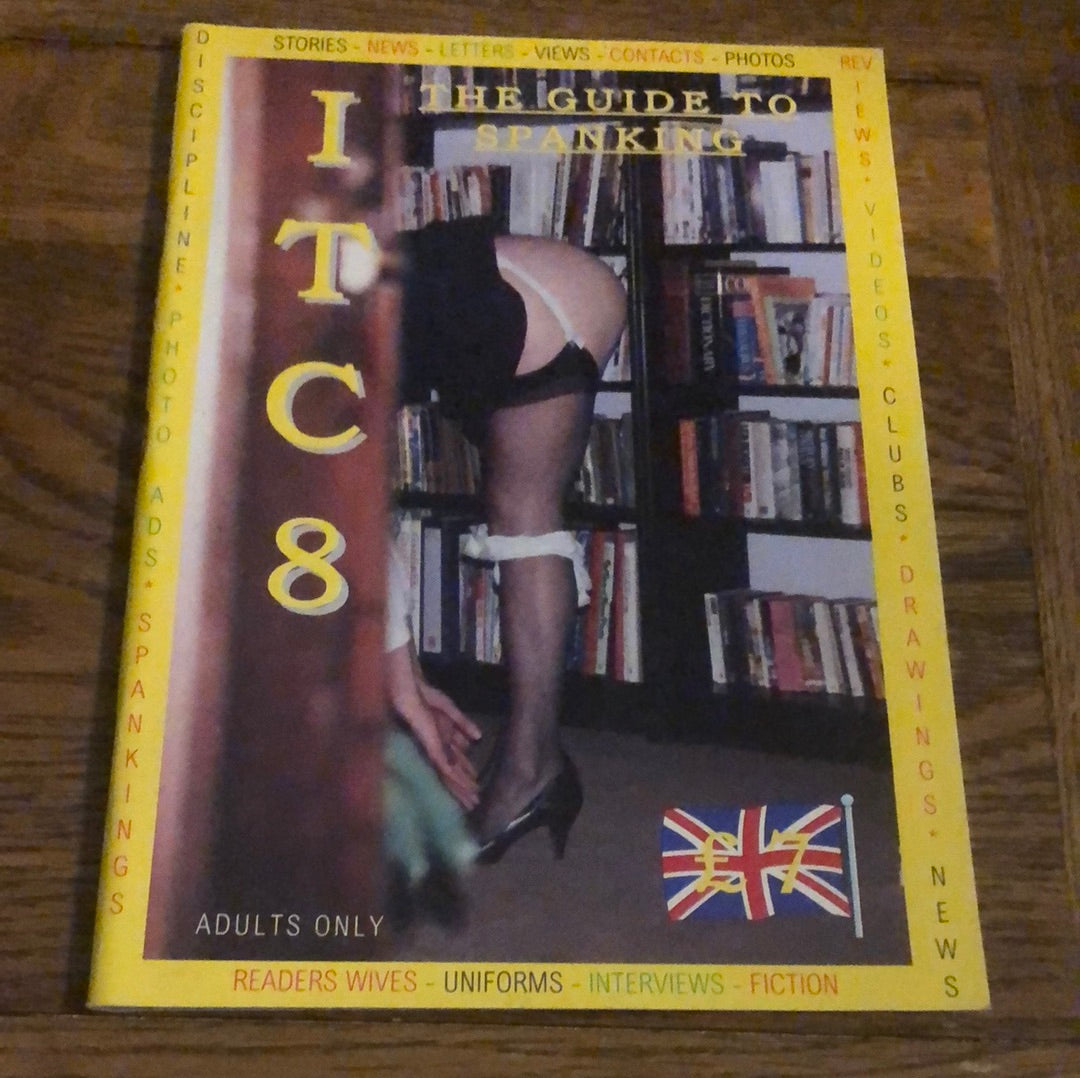 STORIES - NEWS - LETTERS - VIEWS - CONTACTS - PHOTOS
DISCIPLINE * PHOTO ADS * SPANKINGS
I
T
C
8
THE GUIDE TO
SPANKING
REVIEWS * VIDEOS * CLUBS * DRAWINGS * NEWS
DICTIONARY
£7
ADULTS ONLY
READERS WIVES - UNIFORMS - INTERVIEWS - FICTION